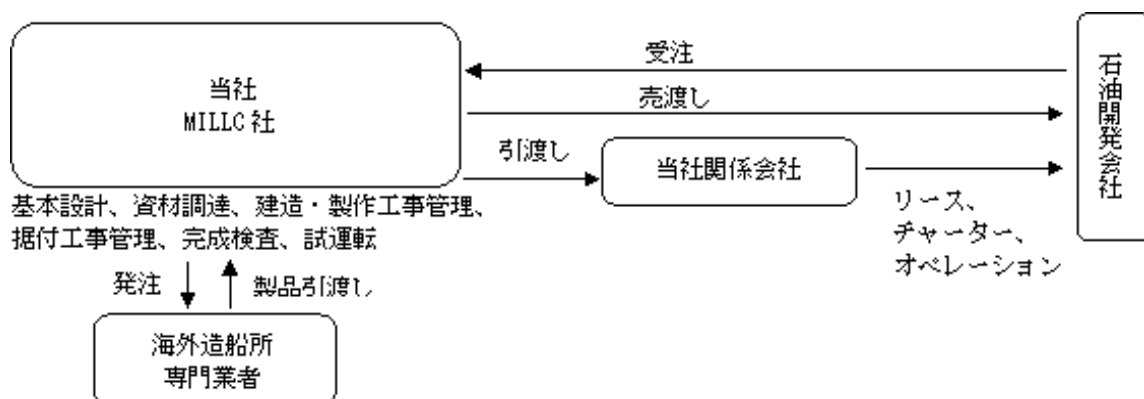 受注
当社
MILLC社
売渡し
引渡し
当社関係会社
石油開発会社
リース、
チャーター、
オペレーション
基本設計、資材調達、建造・製作工事管理、
据付工事管理、完成検査、試運転
発注
製品引渡し
海外造船所
専門業者